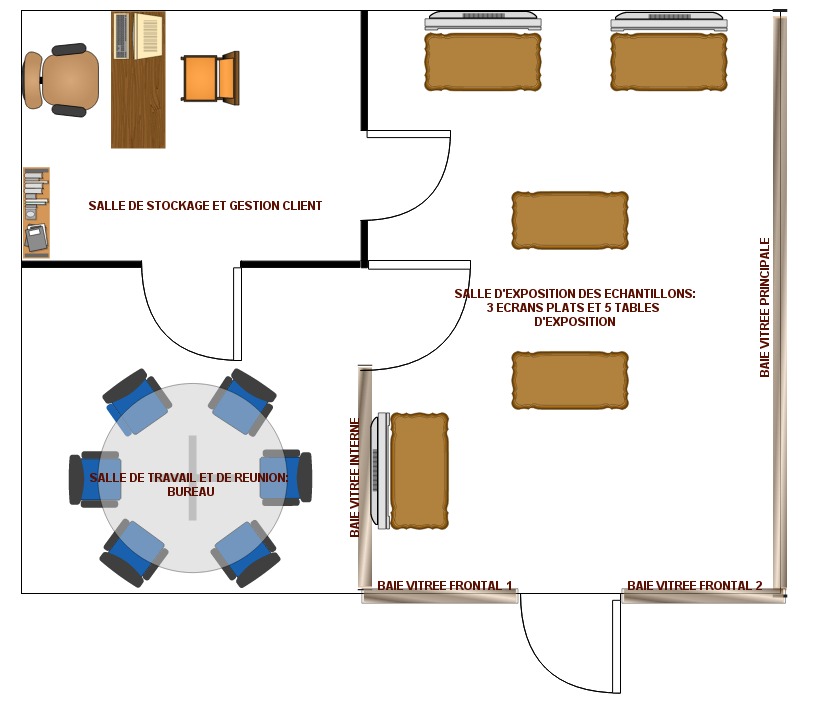 SALLE DE STOCKAGE ET GESTION CLIENT
SALLE D'EXPOSITION DES ECHANTILLONS:
3 ECRANS PLATS ET 5 TABLES
D'EXPOSITION
BAIE VITREE PRINCIPALE
SALLE DE TRAVAIL ET DE REUNION:
BUREAU
BAIE VITREE INTERNE
BAIE VITREE FRONTAL 1
BAIE VITREE FRONTAL 2